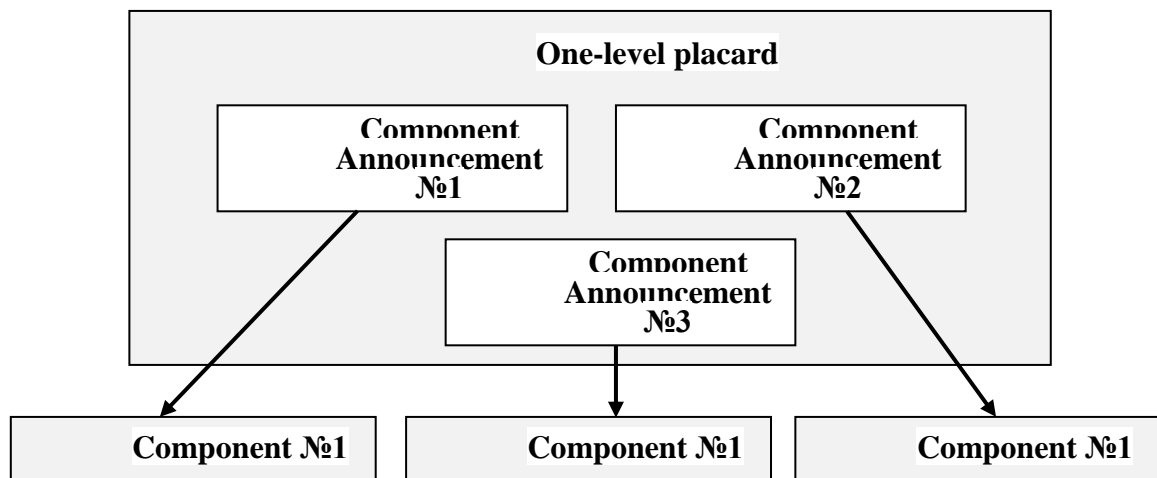 One-level placard
Component
Announcement
№1
Component
Announcement
№2
Component
Announcement
№3
Component №1
Component №1
Component №1